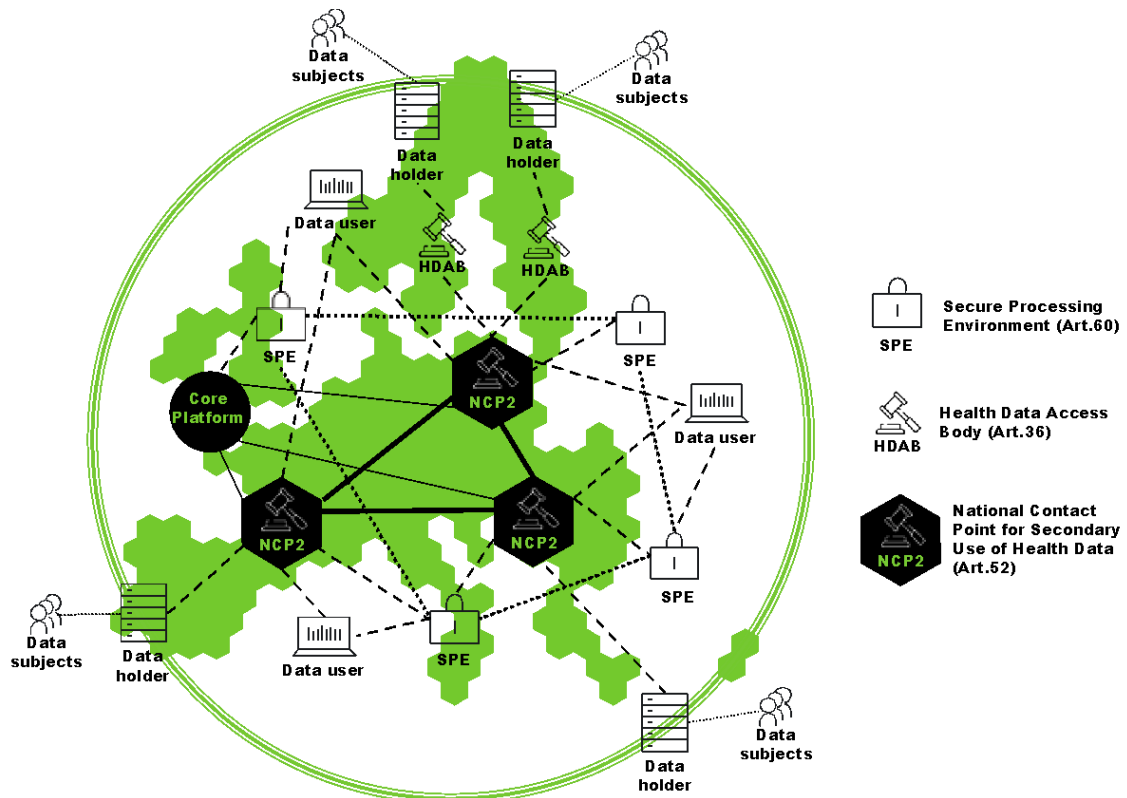 Data
subjects
Data
subjects
Data
holder
Data
holder
Data user
HDAB
HDAB
SPE
SPE
Core
Platform
NCP2
Data user
NCP2
NCP2
SPE
Data
subjects
Data
holder
Data user
SPE
Data
subjects
Data
holder
SPE
Secure Processing
Environment (Art.60)
HDAB
Health Data Access
Body (Art.36)
NCP2
National Contact
Point for Secondary
Use of Health Data
(Art.52)